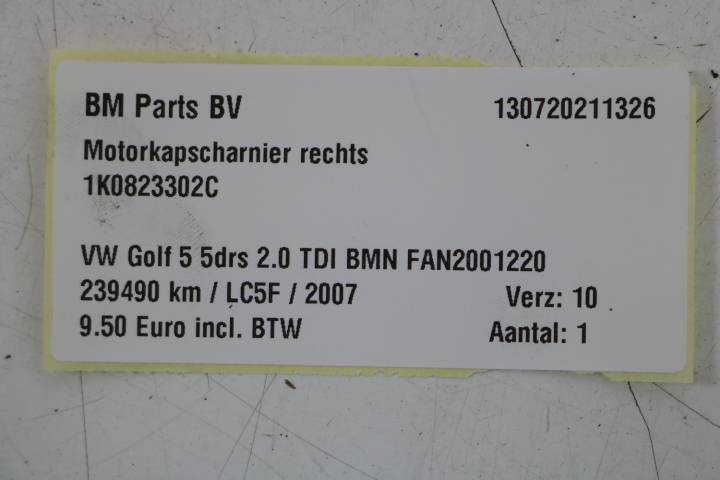 BM Parts BV 130720211326
Motorkapscharnier rechts
1K0823302C
VW Golf 5 5drs 2.0 TDI BMN FAN2001220
239490 km / LC5F / 2007 Verz: 10
9.50 Euro incl. BTW Aantal: 1